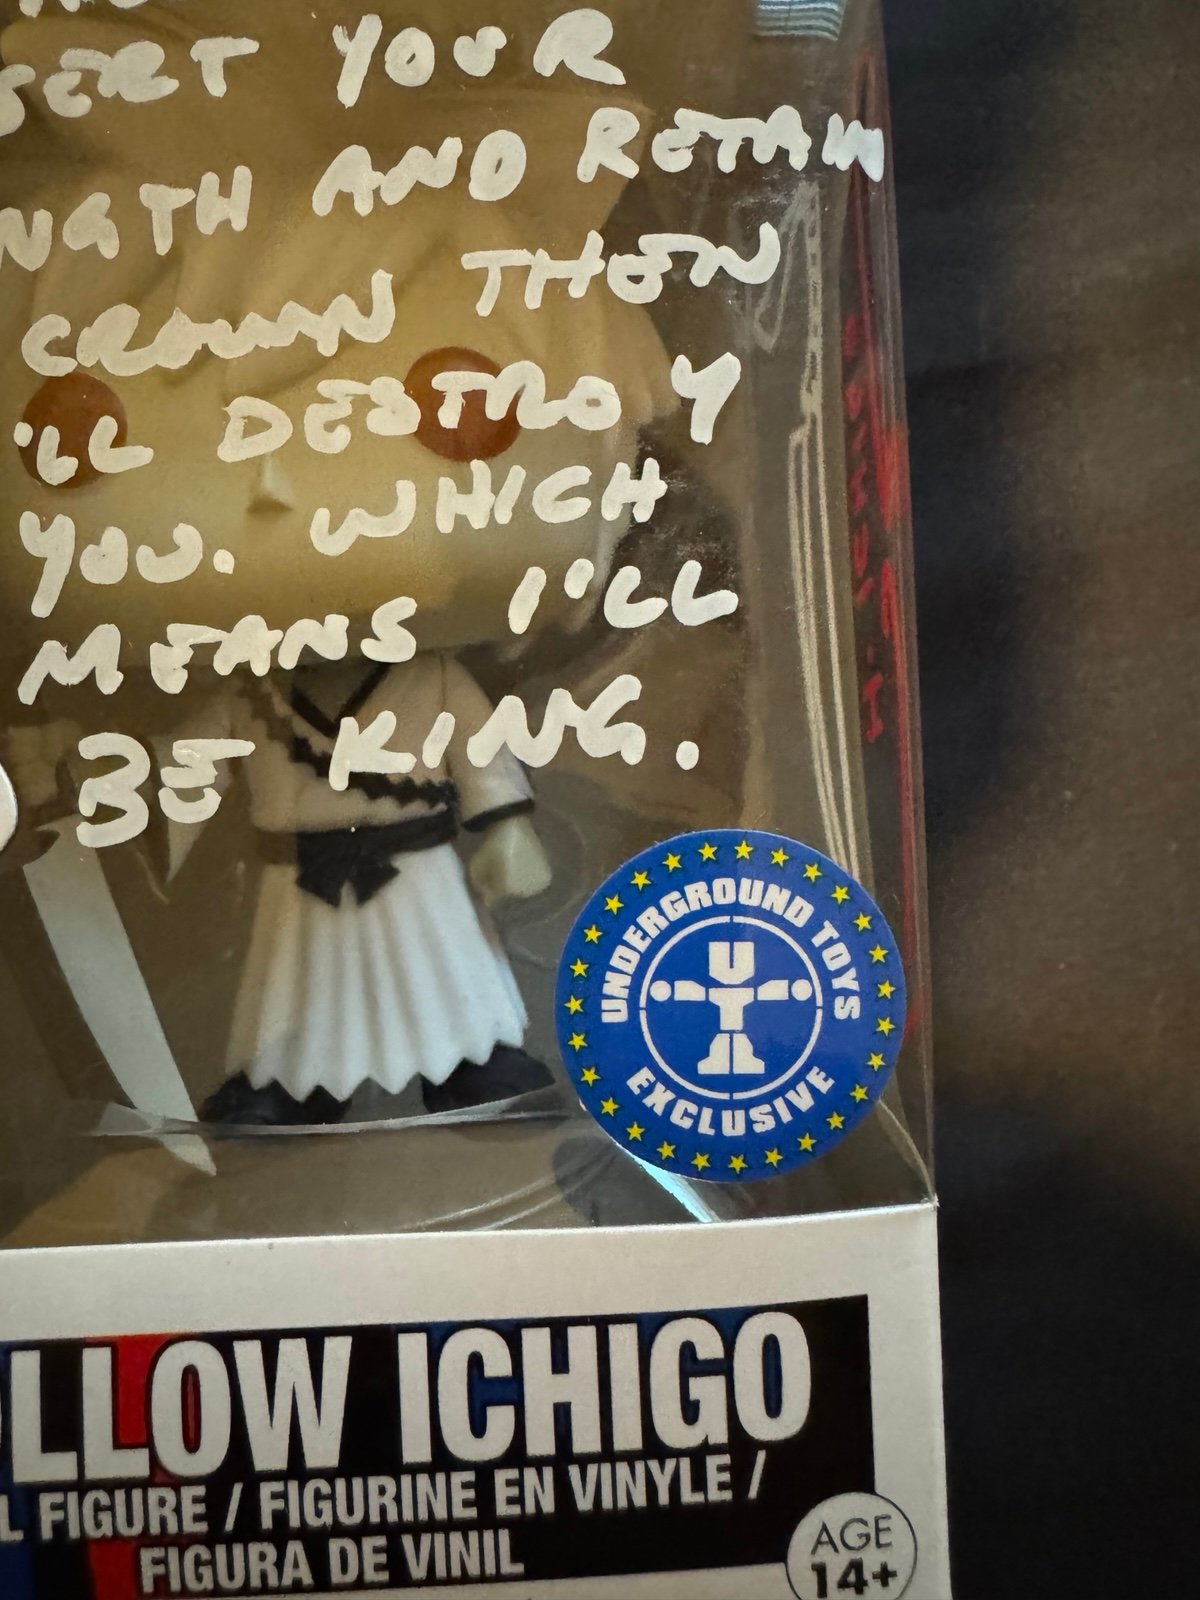 SERT YOUR
NGTH AND RETAIN
CROWN THEN
'LL DESTROY
YOU. WHICH
MEANS I'LL
BE KING.
UNDERGROUND TOYS
U
EXCLUSIVE
LLOW ICHIGO
L FIGURE / FIGURINE EN VINYLE /
FIGURA DE VINIL
AGE
14+